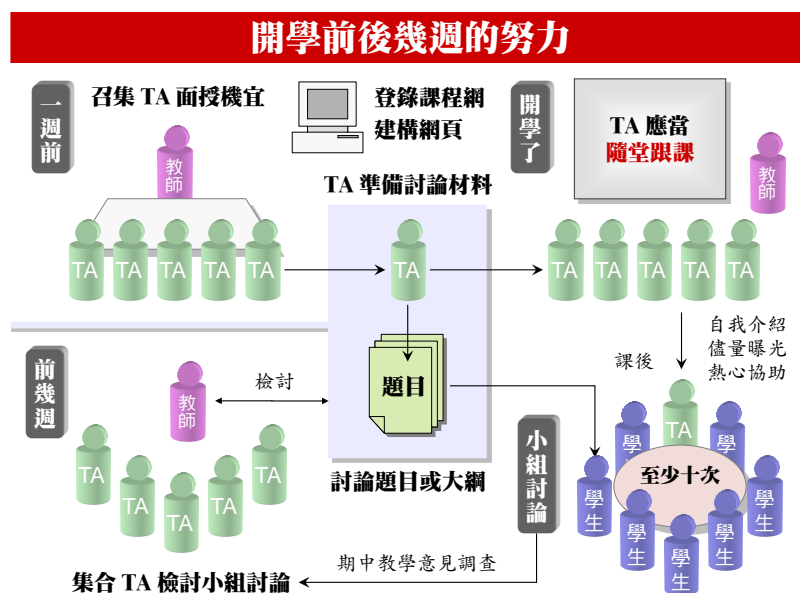 開學前後幾週的努力
一週前
召集 TA 面授機宜
教師
TA
TA
TA
TA
TA
登錄課程網
建構網頁
TA 準備討論材料
TA
題目
討論題目或大綱
開學了
TA 應當
隨堂跟課
教師
TA
TA
TA
TA
TA
課後
自我介紹
儘量曝光
熱心協助
前幾週
教師
檢討
TA
TA
TA
TA
TA
小組討論
TA
學
學
學生
學生
學生
學生
學生
至少十次
期中教學意見調查
集合 TA 檢討小組討論